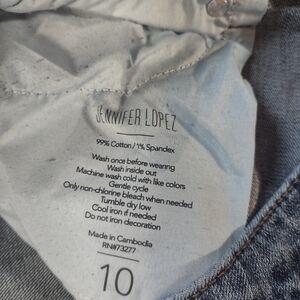 JENNIFER LOPEZ
99% Cotton / 1% Spandex
Wash once before wearing
Wash inside out
Machine wash cold with like colors
Gentle cycle
Only non-chlorine bleach when needed
Tumble dry low
Cool iron if needed
Do not iron decoration
Made in Cambodia
RN#73277
10